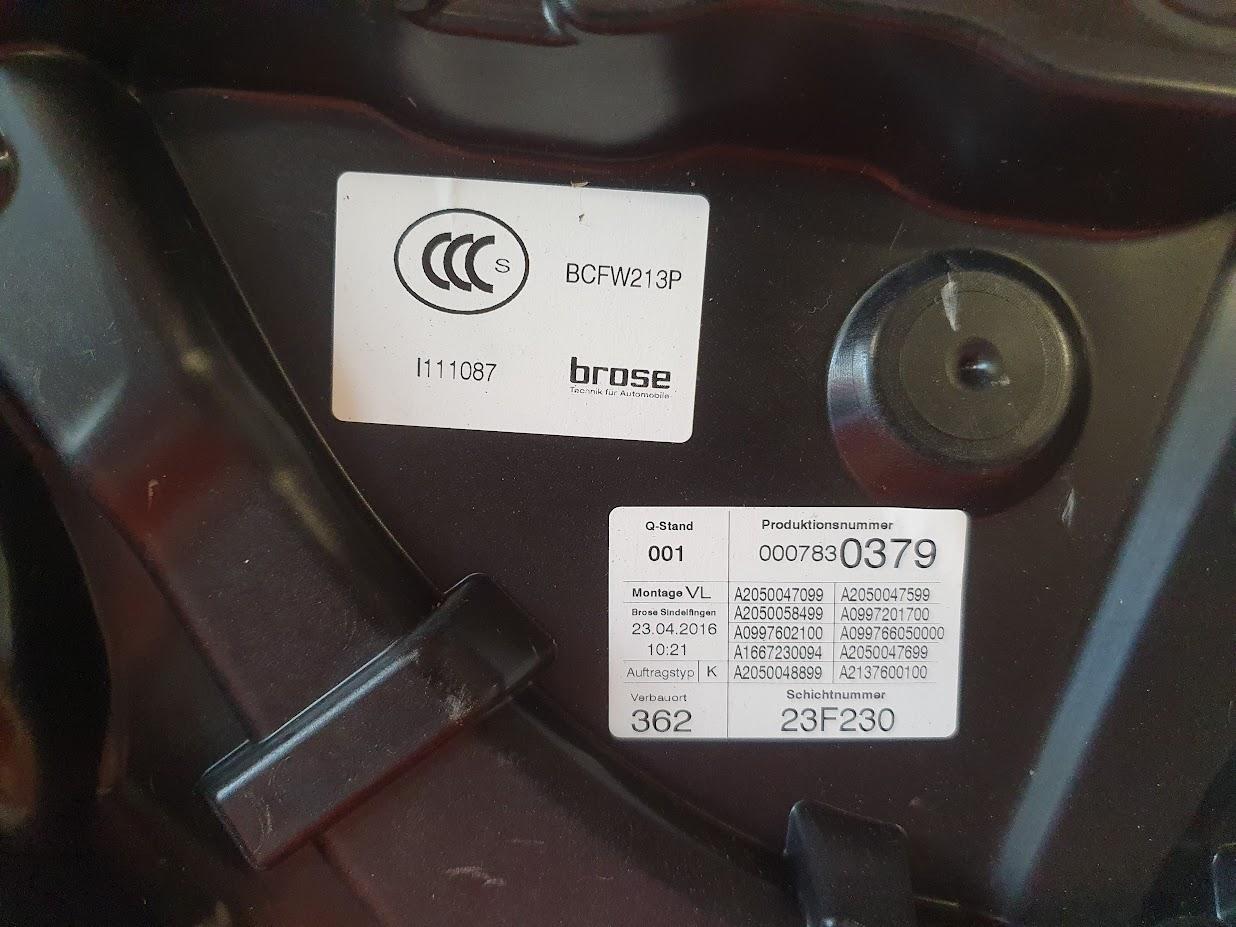 CCC S
BCFW213P
I111087
brose
Technik für Automobile
Q-Stand
001
Produktionsnummer
0007830379
Montage VL
Brose Sindelfingen
23.04.2016
10:21
Auftragstyp K
A2050047099 A2050047599
A2050058499 A0997201700
A0997602100 A099766050000
A1667230094 A2050047699
A2050048899 A2137600100
Verbauort
362
Schichtnummer
23F230